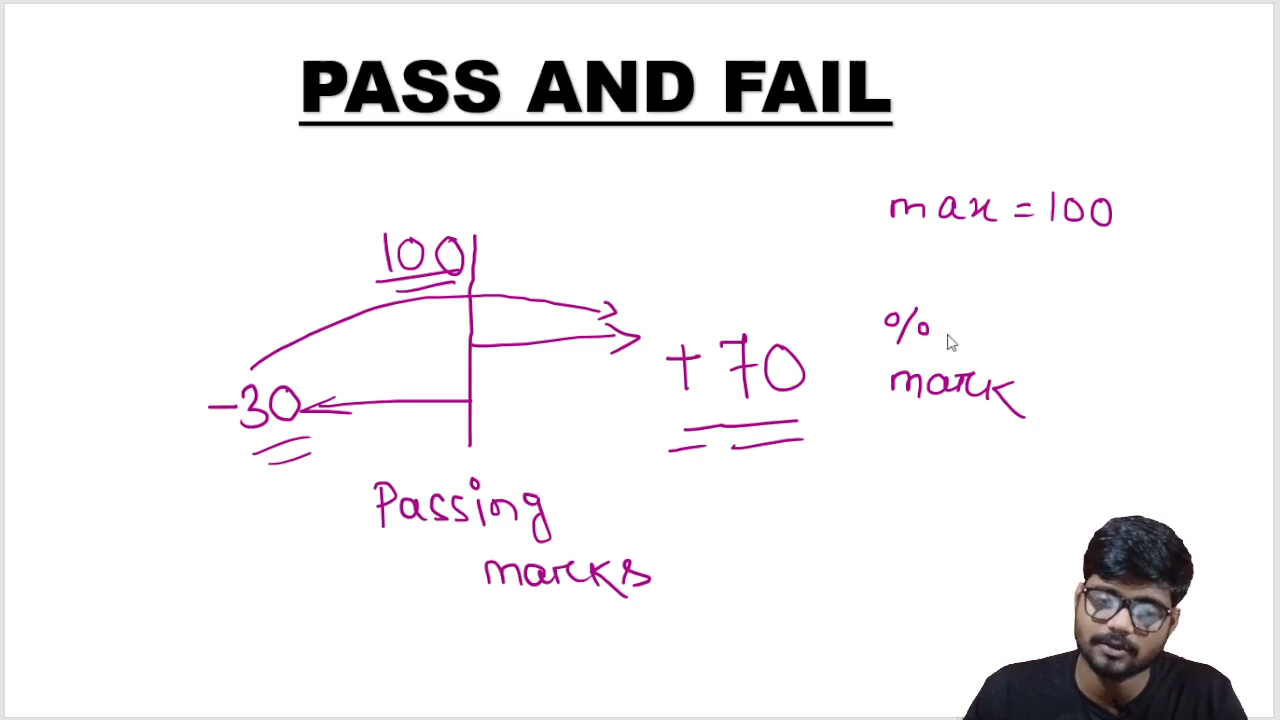 PASS AND FAIL
max = 100
100
-30
+ 70
%
mark
Passing
marks